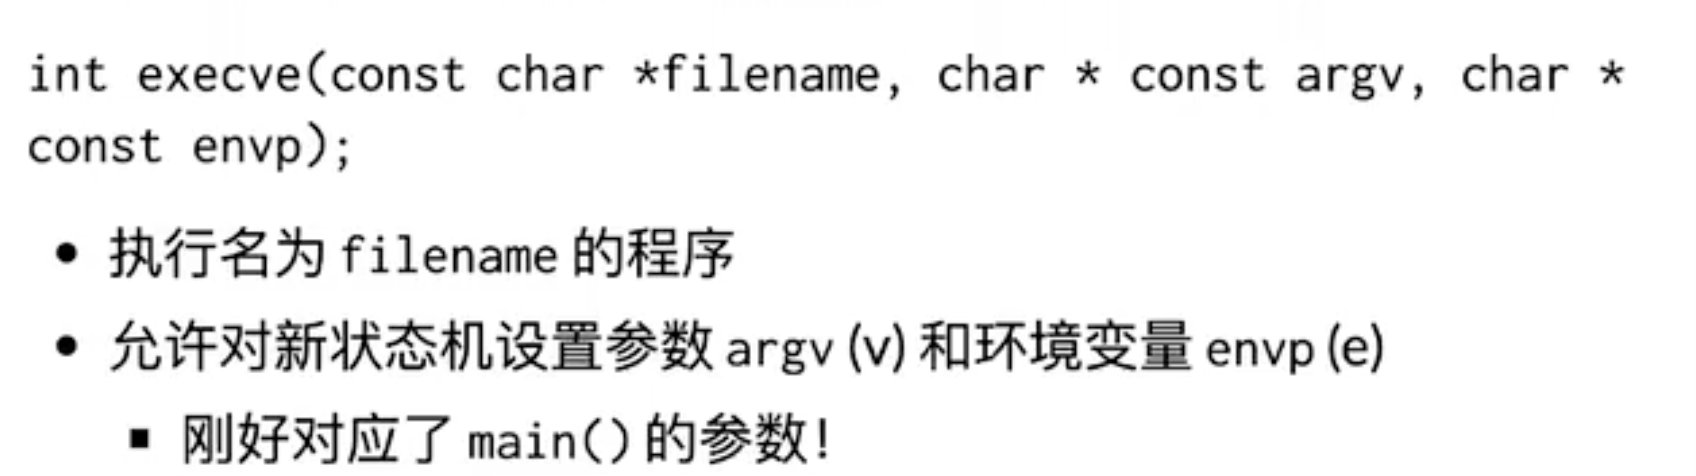 int execve(const char *filename, char * const argv, char *
const envp);
• 执行名为 filename 的程序
• 允许对新状态机设置参数 argv (v) 和环境变量 envp (e)
▪ 刚好对应了 main() 的参数!